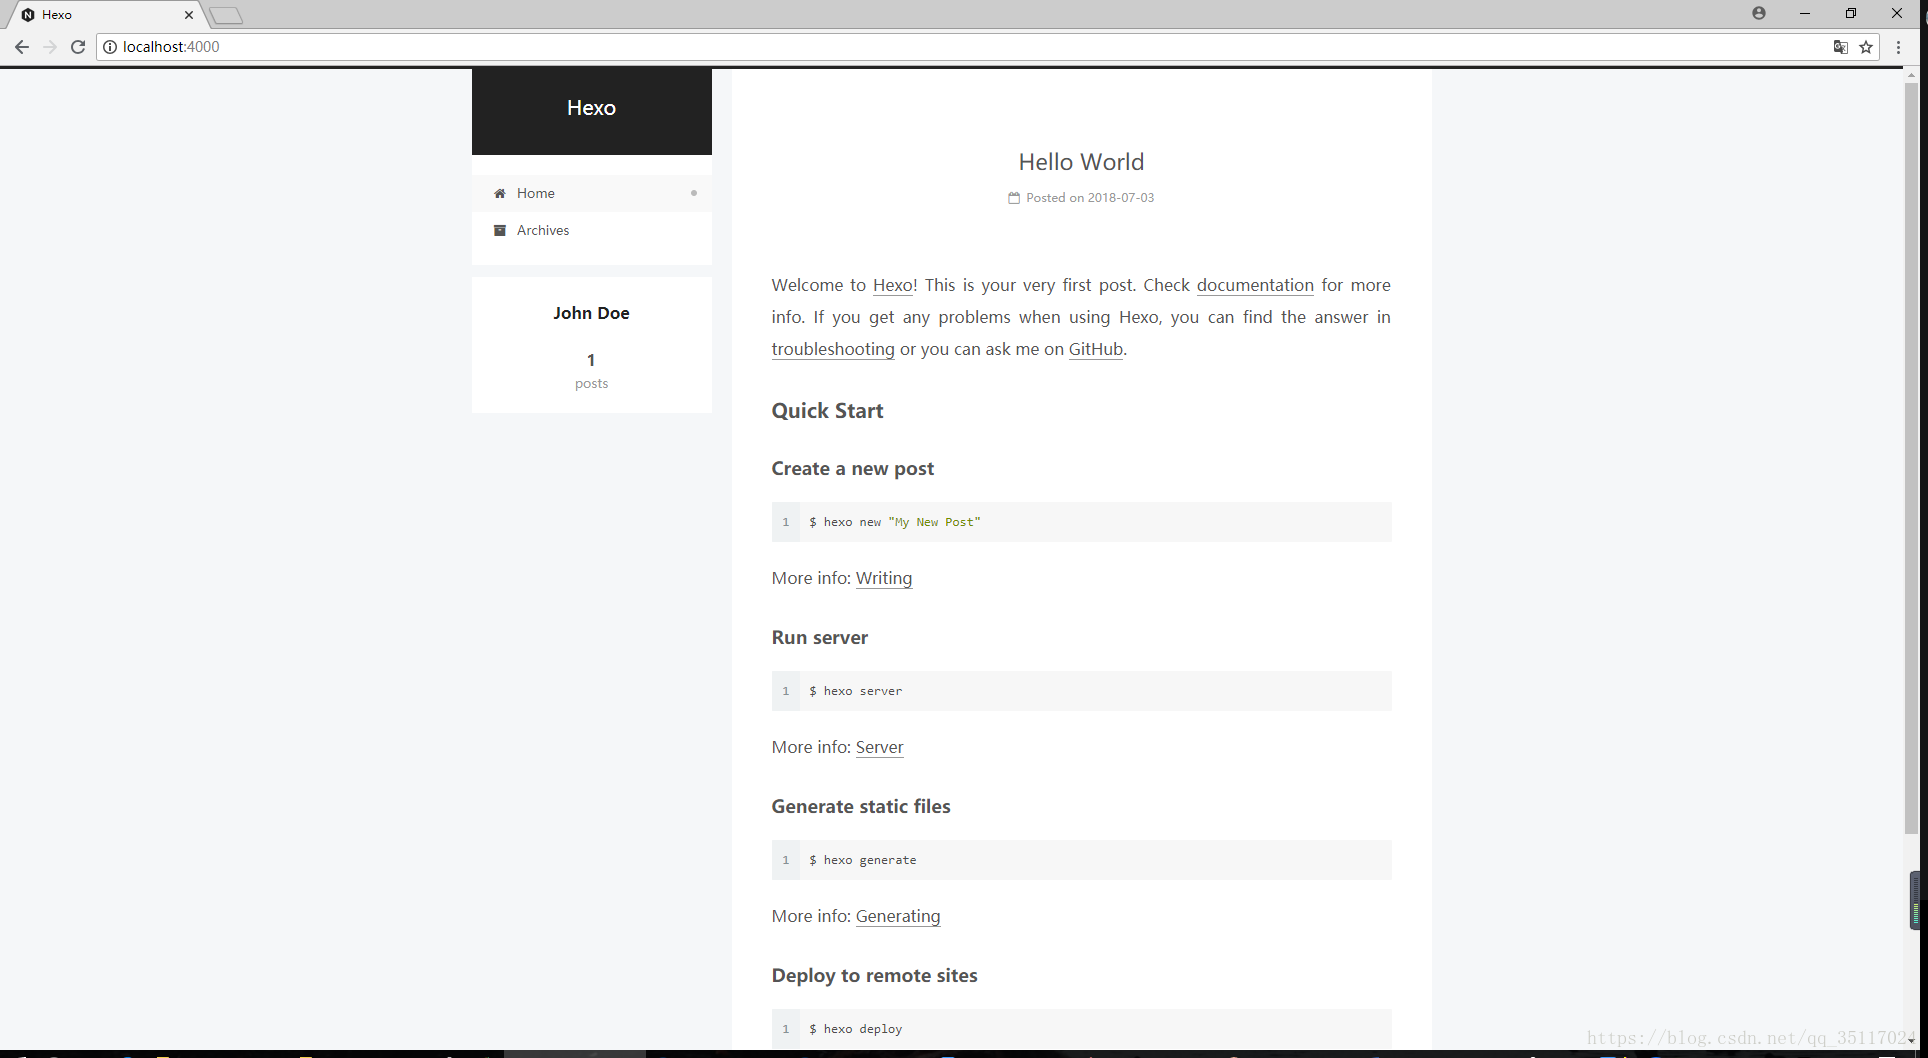 Hexo
localhost:4000
Hexo
Home
Archives
John Doe
1
posts
Hello World
Posted on 2018-07-03
Welcome to Hexo! This is your very first post. Check documentation for more
info. If you get any problems when using Hexo, you can find the answer in
troubleshooting or you can ask me on GitHub.
Quick Start
Create a new post
1 $ hexo new "My New Post"
More info: Writing
Run server
1 $ hexo server
More info: Server
Generate static files
1 $ hexo generate
More info: Generating
Deploy to remote sites
1 $ hexo deploy
https://blog.csdn.net/qq_35117024